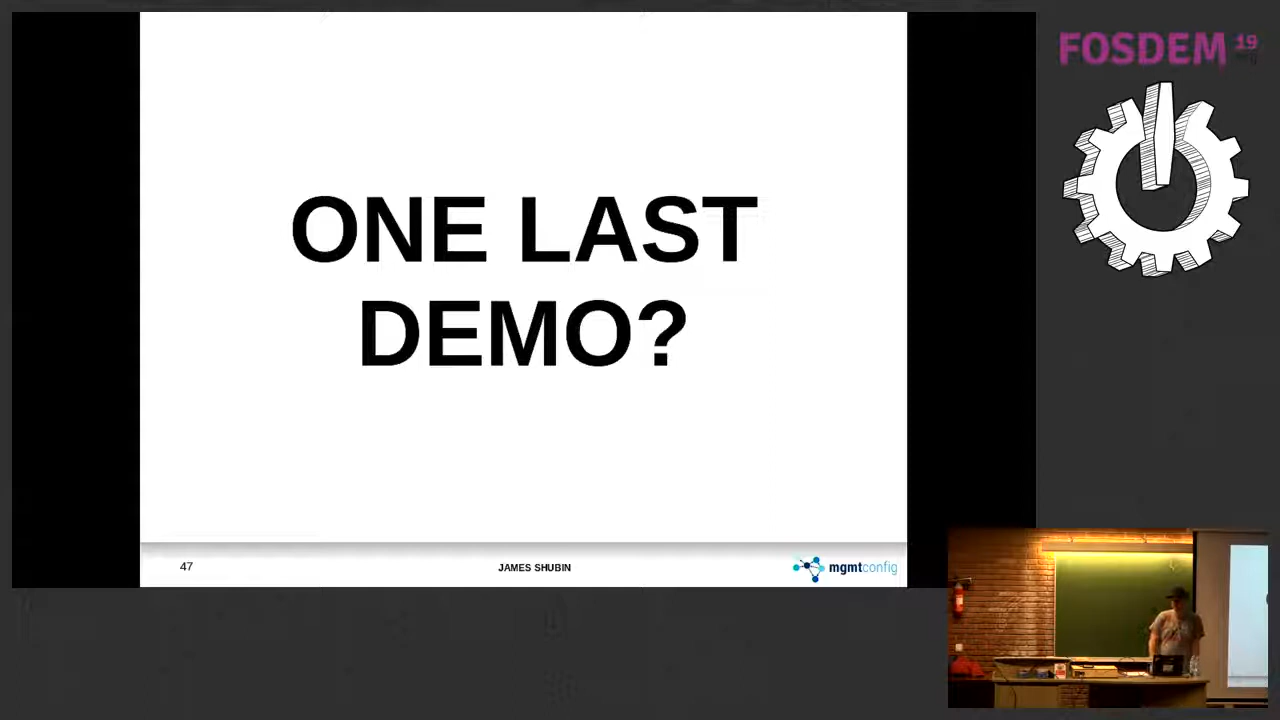 ONE LAST
DEMO?
47
JAMES SHUBIN
mgmtconfig
FOSDEM 19